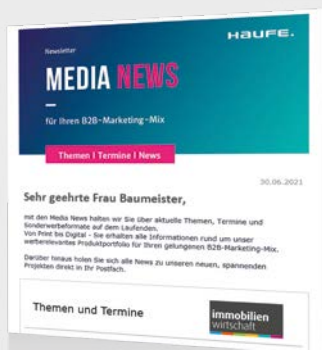 Newsletter
HAUFE.
MEDIA NEWS
für Ihren B2B-Marketing-Mix
Themen | Termine | News
30.06.2021
Sehr geehrte Frau Baumeister,
mit den Media News halten wir Sie über aktuelle Themen, Termine und
Sonderwerbeformate auf dem Laufenden.
Von Print bis Digital - Sie erhalten alle Informationen rund um unser
werberelevantes Produktportfolio für Ihren gelungenen B2B-Marketing-Mix.
Darüber hinaus holen Sie sich alle News zu unseren neuen, spannenden
Projekten direkt in Ihr Postfach.
Themen und Termine
immobilien
wirtschaft